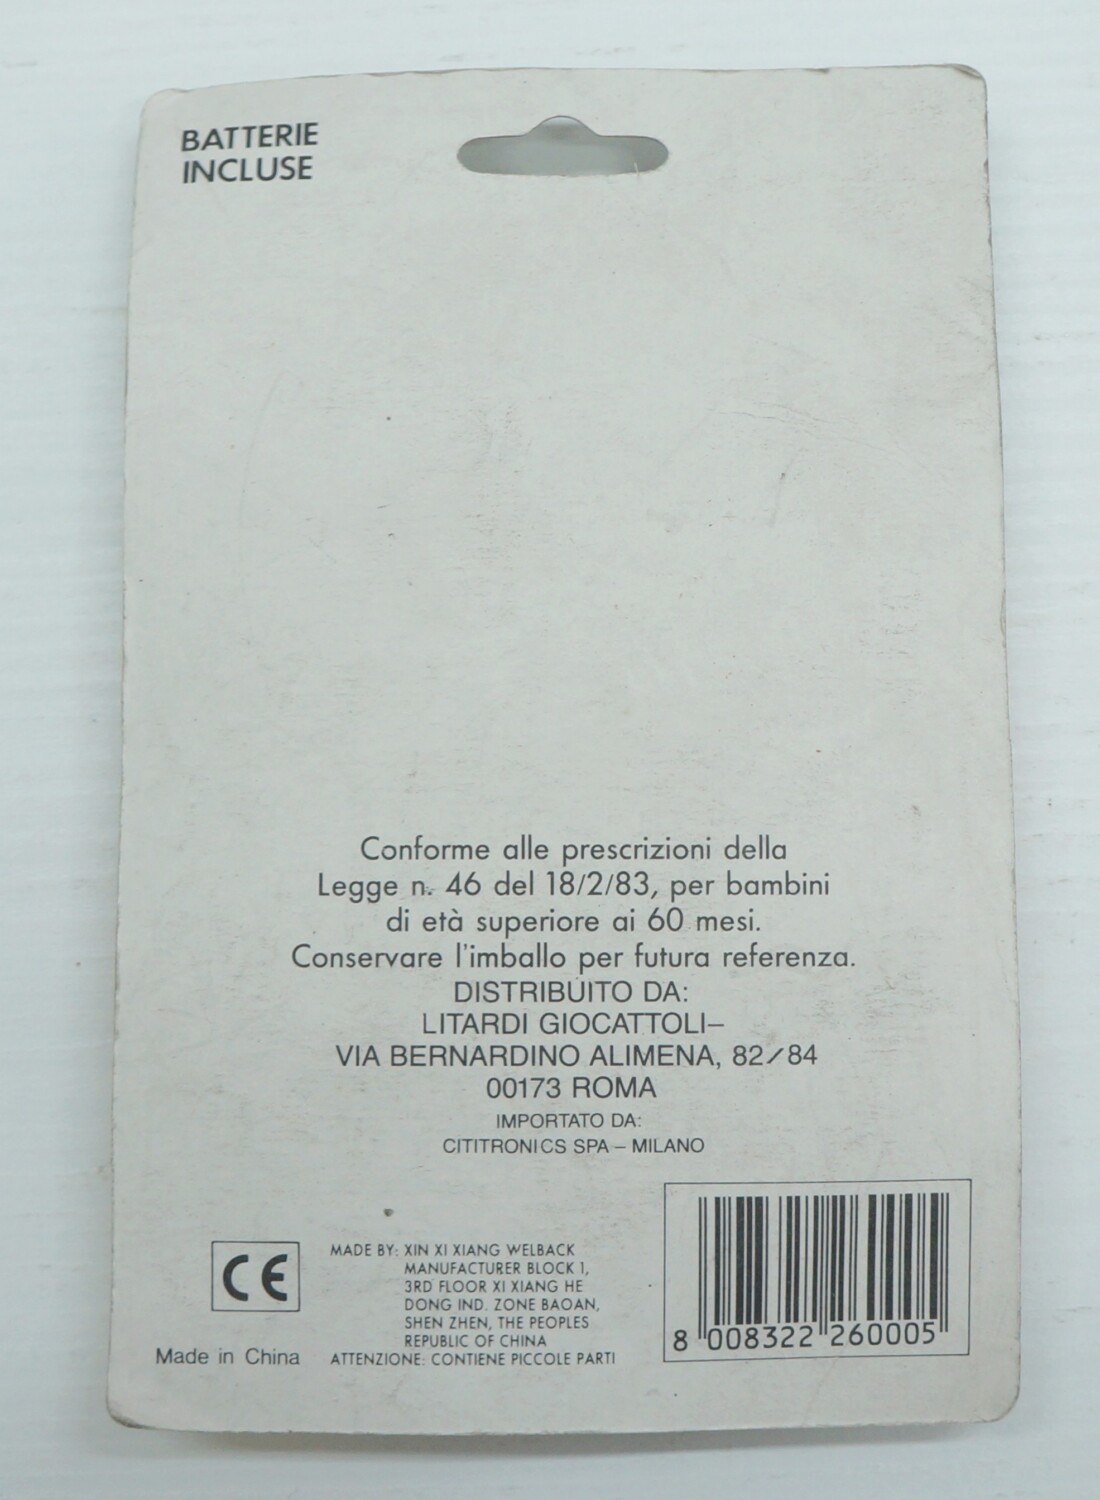 BATTERIE
INCLUSE
Conforme alle prescrizioni della
Legge n. 46 del 18/2/83, per bambini
di età superiore ai 60 mesi.
Conservare l'imballo per futura referenza.
DISTRIBUITO DA:
LITARDI GIOCATTOLI–
VIA BERNARDINO ALIMENA, 82/84
00173 ROMA
IMPORTATO DA:
CITITRONICS SPA – MILANO
CE
Made in China
MADE BY: XIN XI XIANG WELBACK
MANUFACTURER BLOCK 1,
3RD FLOOR XI XIANG HE
DONG IND. ZONE BAOAN,
SHEN ZHEN, THE PEOPLES
REPUBLIC OF CHINA
ATTENZIONE: CONTIENE PICCOLE PARTI
8 008322 260005